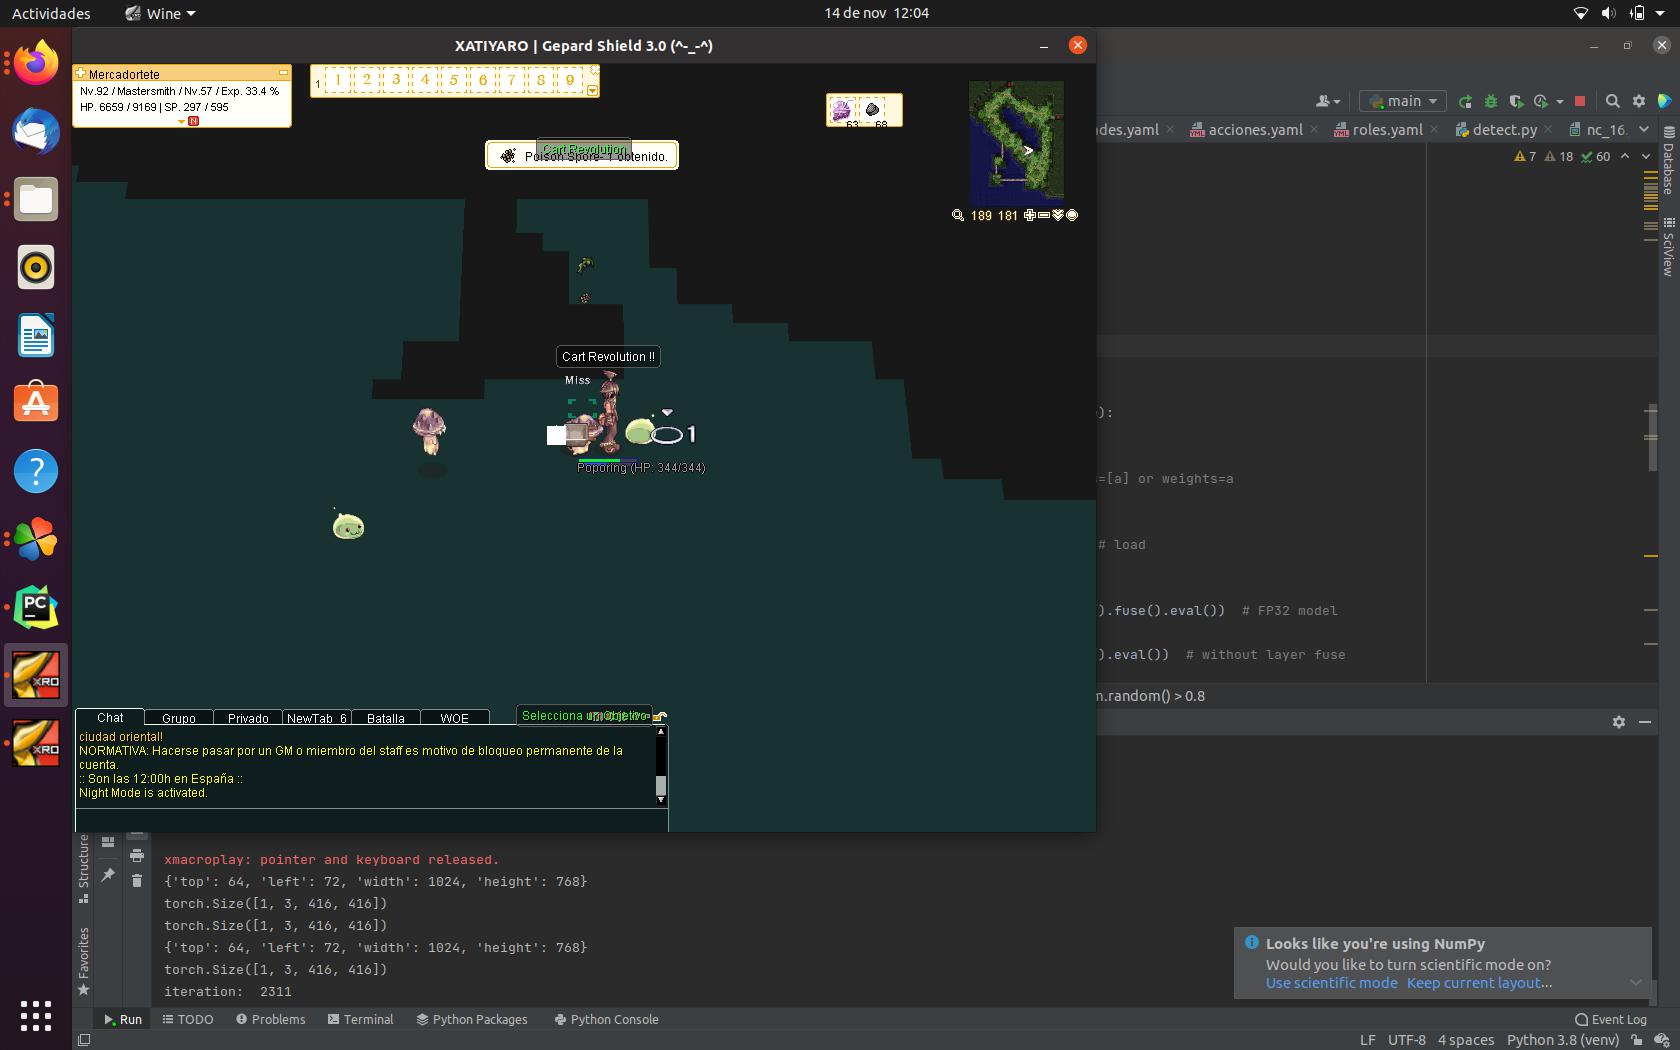 Actividades
Wine
14 de nov 12:04
XATIYARO | Gepard Shield 3.0 (^-_-^)
Mercadortete
Nv.92 / Mastersmith / Nv.57 / Exp. 33.4 %
HP. 6659 / 9169 | SP. 297 / 595
N
1 1 2 3 4 5 6 7 8 9
63 68
Cart Revolution
Poison Spore- 1 obtenido.
189 181
Cart Revolution !!
Miss
1
Poporing (HP: 344/344)
Chat
Grupo
Privado
NewTab_6
Batalla
WOE
Selecciona un objetivo
ciudad oriental!
NORMATIVA: Hacerse pasar por un GM o miembro del staff es motivo de bloqueo permanente de la
cuenta.
:: Son las 12:00h en España ::
Night Mode is activated.
main
ades.yaml
acciones.yaml
roles.yaml
detect.py
nc_16.
7 18 60
Database
SciView
):
=[a] or weights=a
# load
).fuse().eval()) # FP32 model
).eval()) # without layer fuse
m.random() > 0.8
PC
XRO
XRO
Structure
Favorites
xmacroplay: pointer and keyboard released.
{'top': 64, 'left': 72, 'width': 1024, 'height': 768}
torch.Size([1, 3, 416, 416])
torch.Size([1, 3, 416, 416])
{'top': 64, 'left': 72, 'width': 1024, 'height': 768}
torch.Size([1, 3, 416, 416])
iteration: 2311
Looks like you're using NumPy
Would you like to turn scientific mode on?
Use scientific mode Keep current layout...
Run
TODO
Problems
Terminal
Python Packages
Python Console
Event Log
LF UTF-8 4 spaces Python 3.8 (venv)